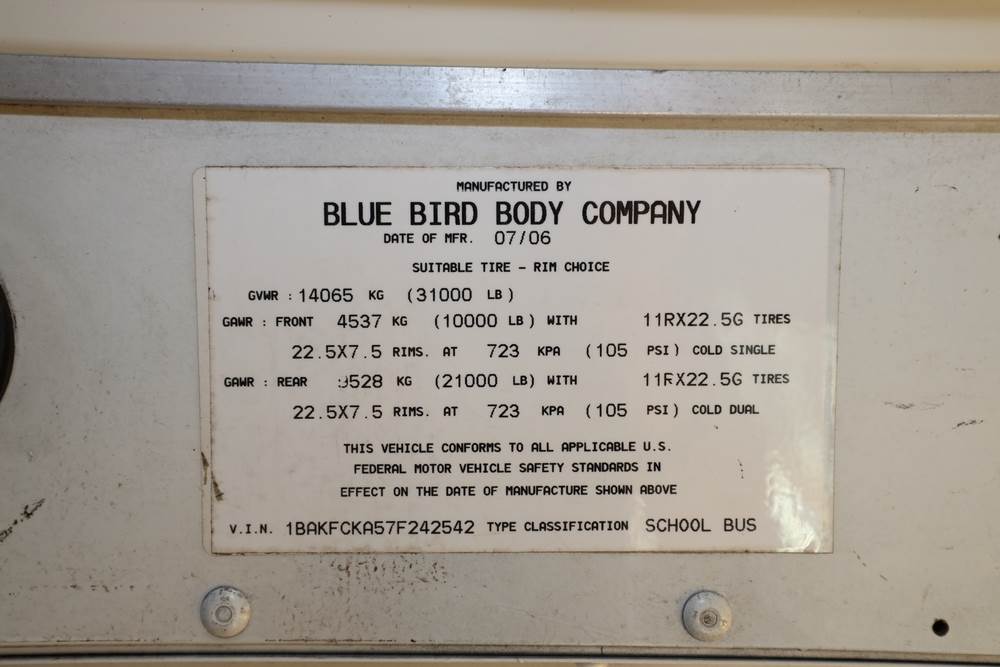 MANUFACTURED BY
BLUE BIRD BODY COMPANY
DATE OF MFR. 07/06
SUITABLE TIRE - RIM CHOICE
GVWR : 14065 KG (31000 LB)
GAWR : FRONT 4537 KG (10000 LB) WITH 11RX22.5G TIRES
22.5X7.5 RIMS. AT 723 KPA (105 PSI) COLD SINGLE
GAWR : REAR 9528 KG (21000 LB) WITH 11RX22.5G TIRES
22.5X7.5 RIMS. AT 723 KPA (105 PSI) COLD DUAL
THIS VEHICLE CONFORMS TO ALL APPLICABLE U.S.
FEDERAL MOTOR VEHICLE SAFETY STANDARDS IN
EFFECT ON THE DATE OF MANUFACTURE SHOWN ABOVE
V.I.N. 1BAKFCKA57F242542 TYPE CLASSIFICATION SCHOOL BUS